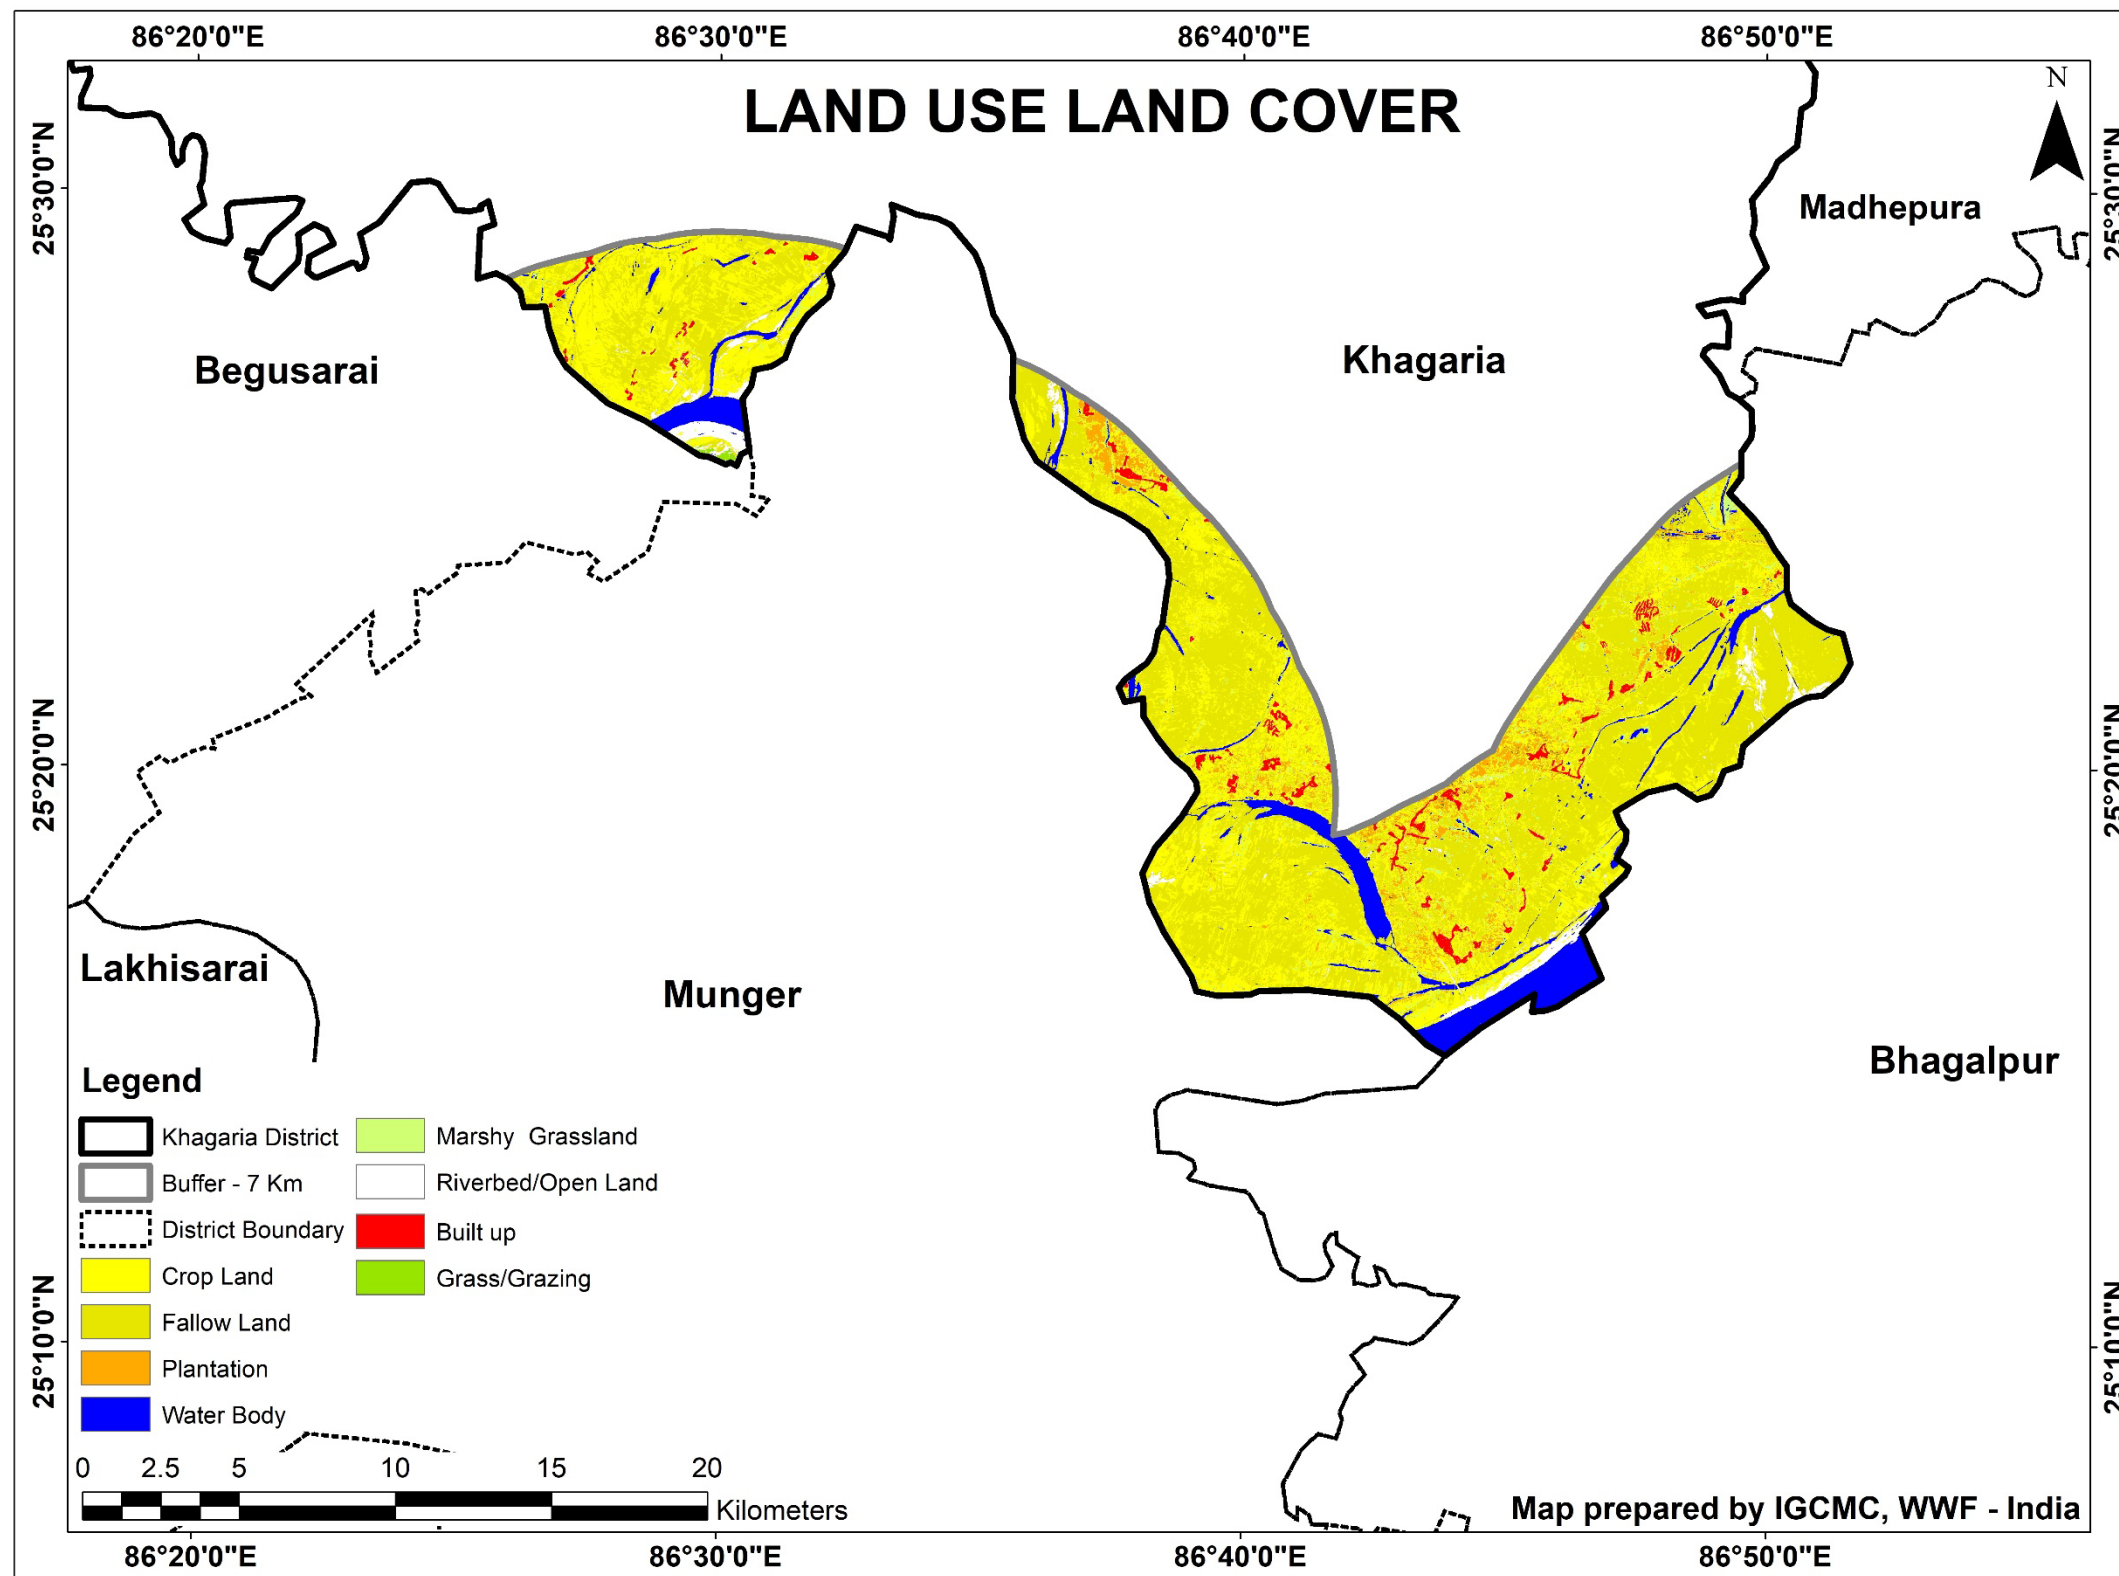 86°20'0"E
86°30'0"E
86°40'0"E
86°50'0"E
LAND USE LAND COVER
N
25°30'0"N
25°30'0"N
Madhepura
Begusarai
Khagaria
25°20'0"N
25°20'0"N
Lakhisarai
Munger
Bhagalpur
Legend
Khagaria District
Buffer - 7 Km
District Boundary
Crop Land
Fallow Land
Plantation
Water Body
Marshy Grassland
Riverbed/Open Land
Built up
Grass/Grazing
25°10'0"N
25°10'0"N
0 2.5 5 10 15 20
Kilometers
Map prepared by IGCMC, WWF - India
86°20'0"E
86°30'0"E
86°40'0"E
86°50'0"E